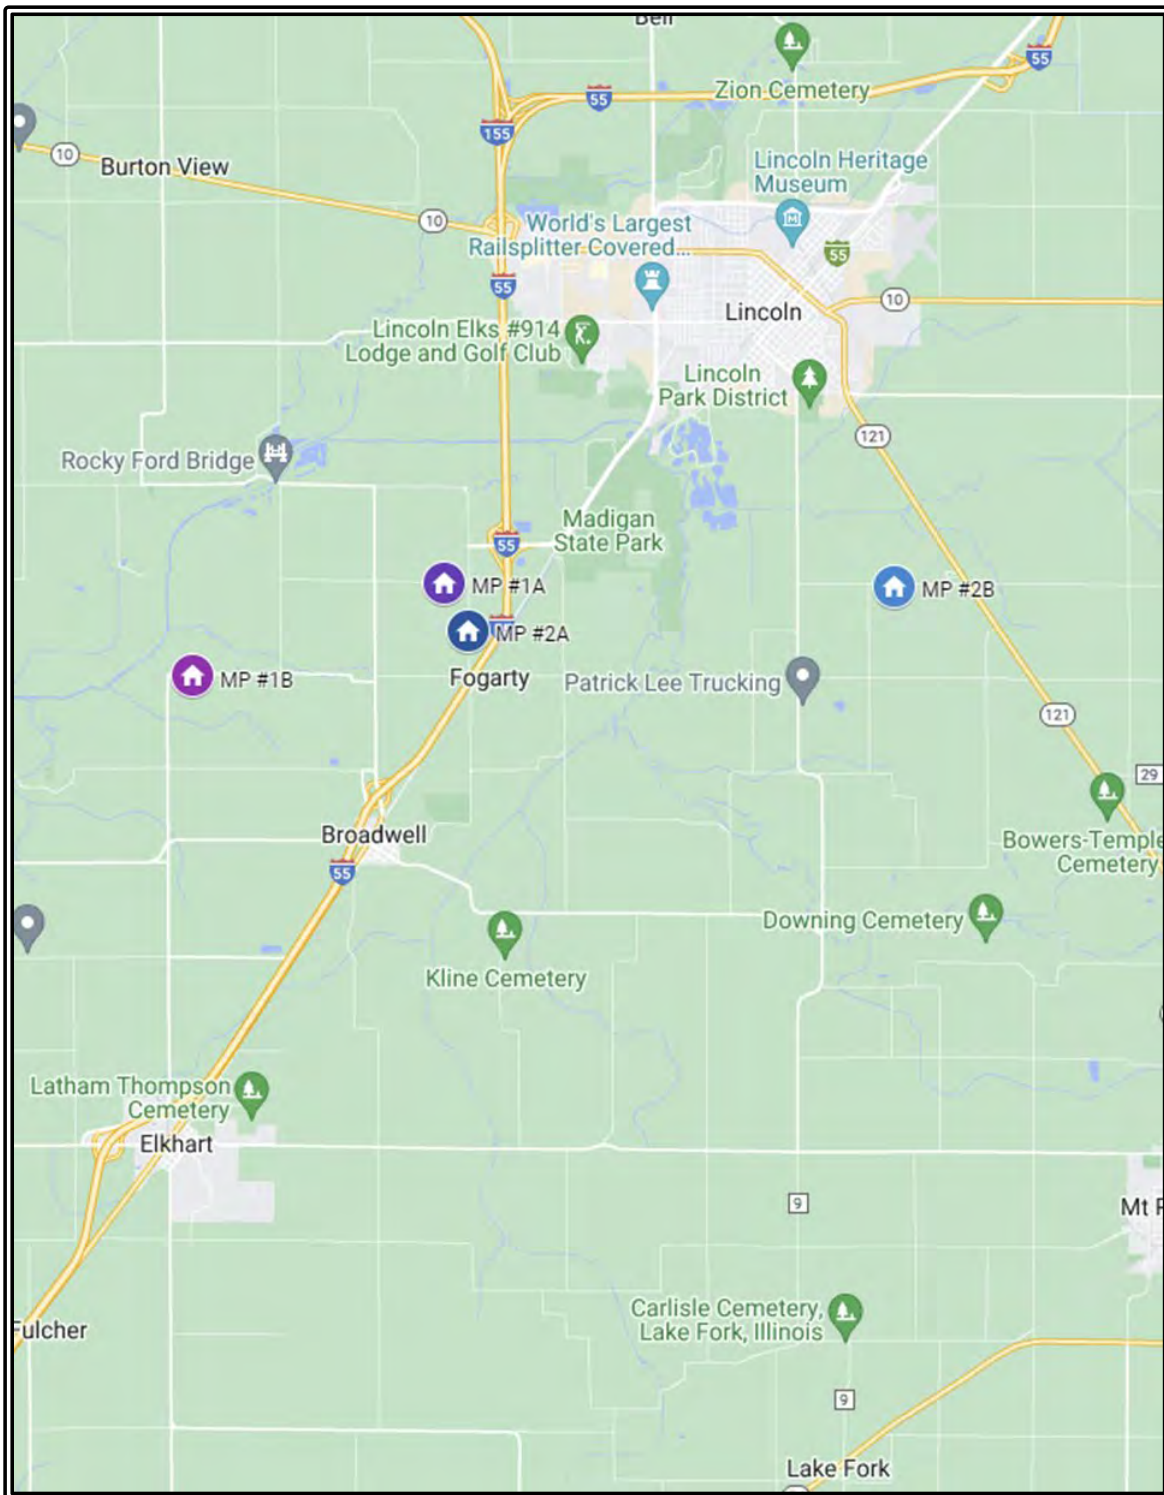 Bell
55
Zion Cemetery
55
155
10
Burton View
Lincoln Heritage
Museum
10
World's Largest
Railsplitter Covered...
55
55
10
Lincoln
Lincoln Elks #914
Lodge and Golf Club
Lincoln
Park District
121
Rocky Ford Bridge
Madigan
State Park
55
MP #1A
MP #2B
MP #2A
MP #1B
Fogarty
Patrick Lee Trucking
121
29
Broadwell
Bowers-Temple
Cemetery
55
Downing Cemetery
Kline Cemetery
Latham Thompson
Cemetery
Elkhart
9
Mt
Carlisle Cemetery,
Lake Fork, Illinois
Fulcher
9
Lake Fork